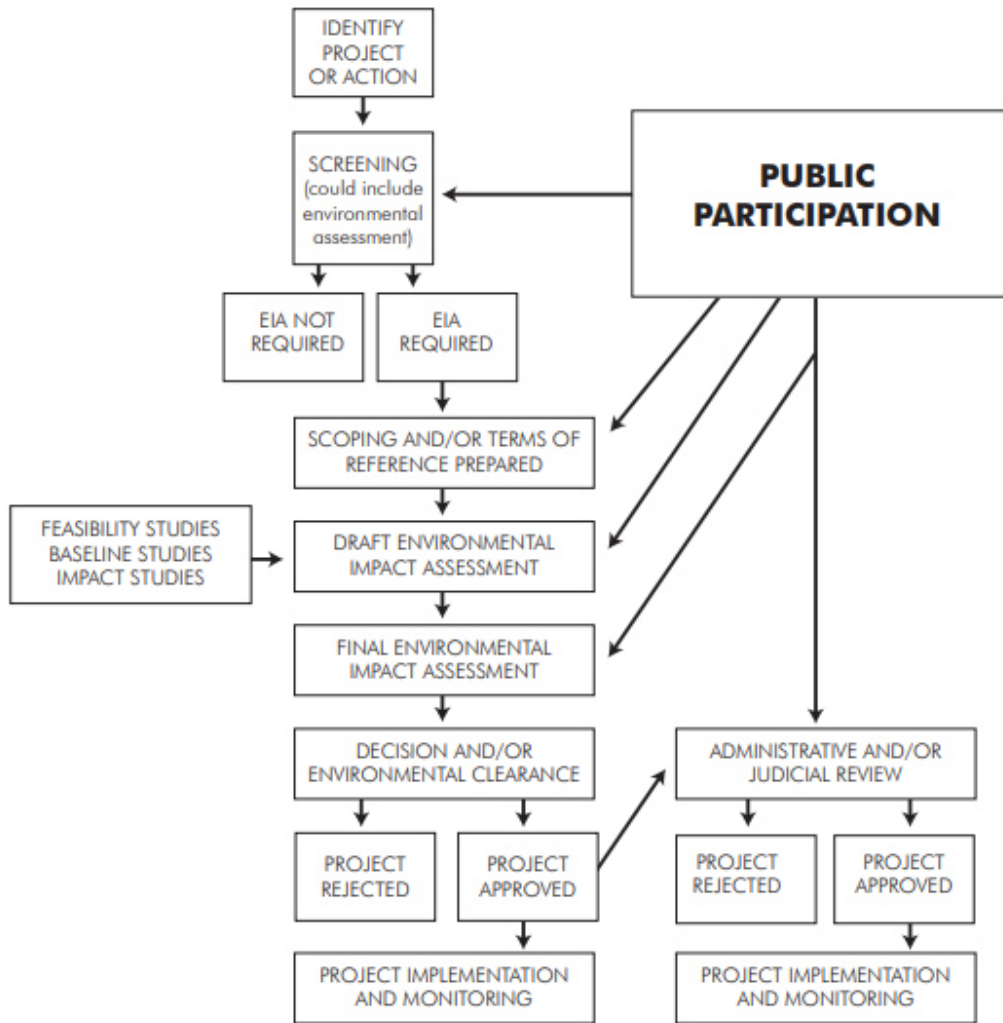 IDENTIFY
PROJECT
OR ACTION
SCREENING
(could include
environmental
assessment)
PUBLIC
PARTICIPATION
EIA NOT
REQUIRED
EIA
REQUIRED
SCOPING AND/OR TERMS OF
REFERENCE PREPARED
FEASIBILITY STUDIES
BASELINE STUDIES
IMPACT STUDIES
DRAFT ENVIRONMENTAL
IMPACT ASSESSMENT
FINAL ENVIRONMENTAL
IMPACT ASSESSMENT
DECISION AND/OR
ENVIRONMENTAL CLEARANCE
ADMINISTRATIVE AND/OR
JUDICIAL REVIEW
PROJECT
REJECTED
PROJECT
APPROVED
PROJECT
REJECTED
PROJECT
APPROVED
PROJECT IMPLEMENTATION
AND MONITORING
PROJECT IMPLEMENTATION
AND MONITORING